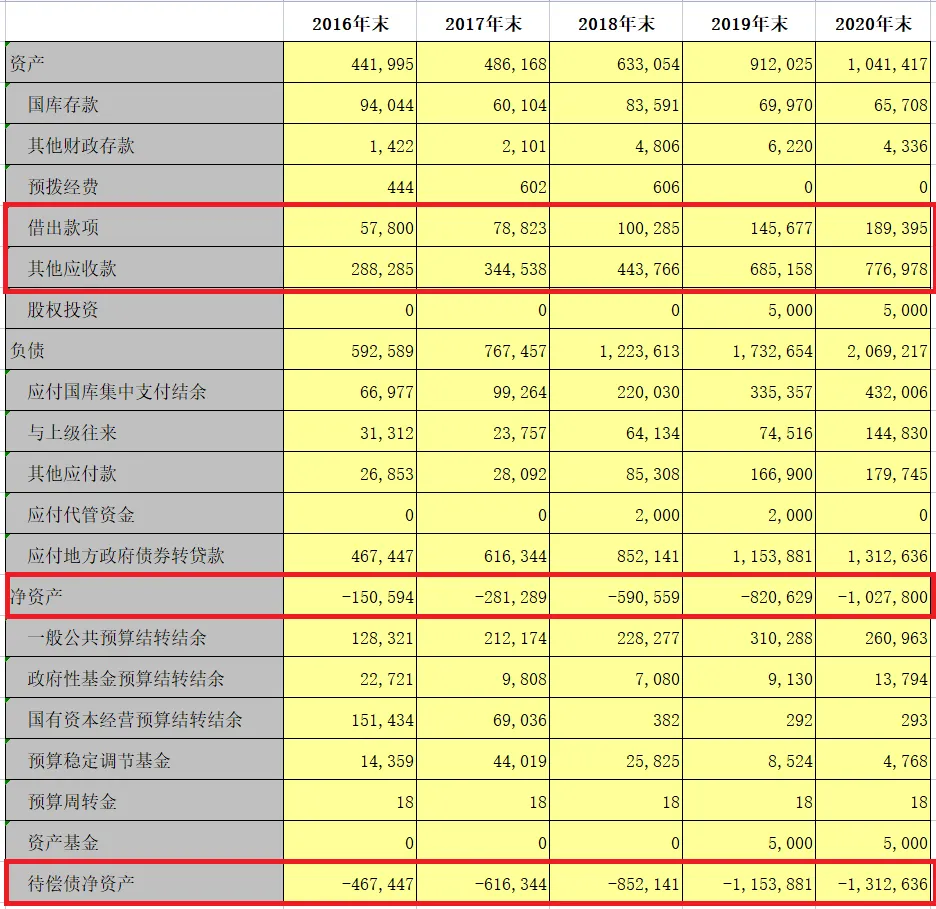 2016年末 2017年末 2018年末 2019年末 2020年末
资产 441,995 486,168 633,054 912,025 1,041,417
国库存款 94,044 60,104 83,591 69,970 65,708
其他财政存款 1,422 2,101 4,806 6,220 4,336
预拨经费 444 602 606 0 0
借出款项 57,800 78,823 100,285 145,677 189,395
其他应收款 288,285 344,538 443,766 685,158 776,978
股权投资 0 0 0 5,000 5,000
负债 592,589 767,457 1,223,613 1,732,654 2,069,217
应付国库集中支付结余 66,977 99,264 220,030 335,357 432,006
与上级往来 31,312 23,757 64,134 74,516 144,830
其他应付款 26,853 28,092 85,308 166,900 179,745
应付代管资金 0 0 2,000 2,000 0
应付地方政府债券转贷款 467,447 616,344 852,141 1,153,881 1,312,636
净资产 -150,594 -281,289 -590,559 -820,629 -1,027,800
一般公共预算结转结余 128,321 212,174 228,277 310,288 260,963
政府性基金预算结转结余 22,721 9,808 7,080 9,130 13,794
国有资本经营预算结转结余 151,434 69,036 382 292 293
预算稳定调节基金 14,359 44,019 25,825 8,524 4,768
预算周转金 18 18 18 18 18
资产基金 0 0 0 5,000 5,000
待偿债净资产 -467,447 -616,344 -852,141 -1,153,881 -1,312,636